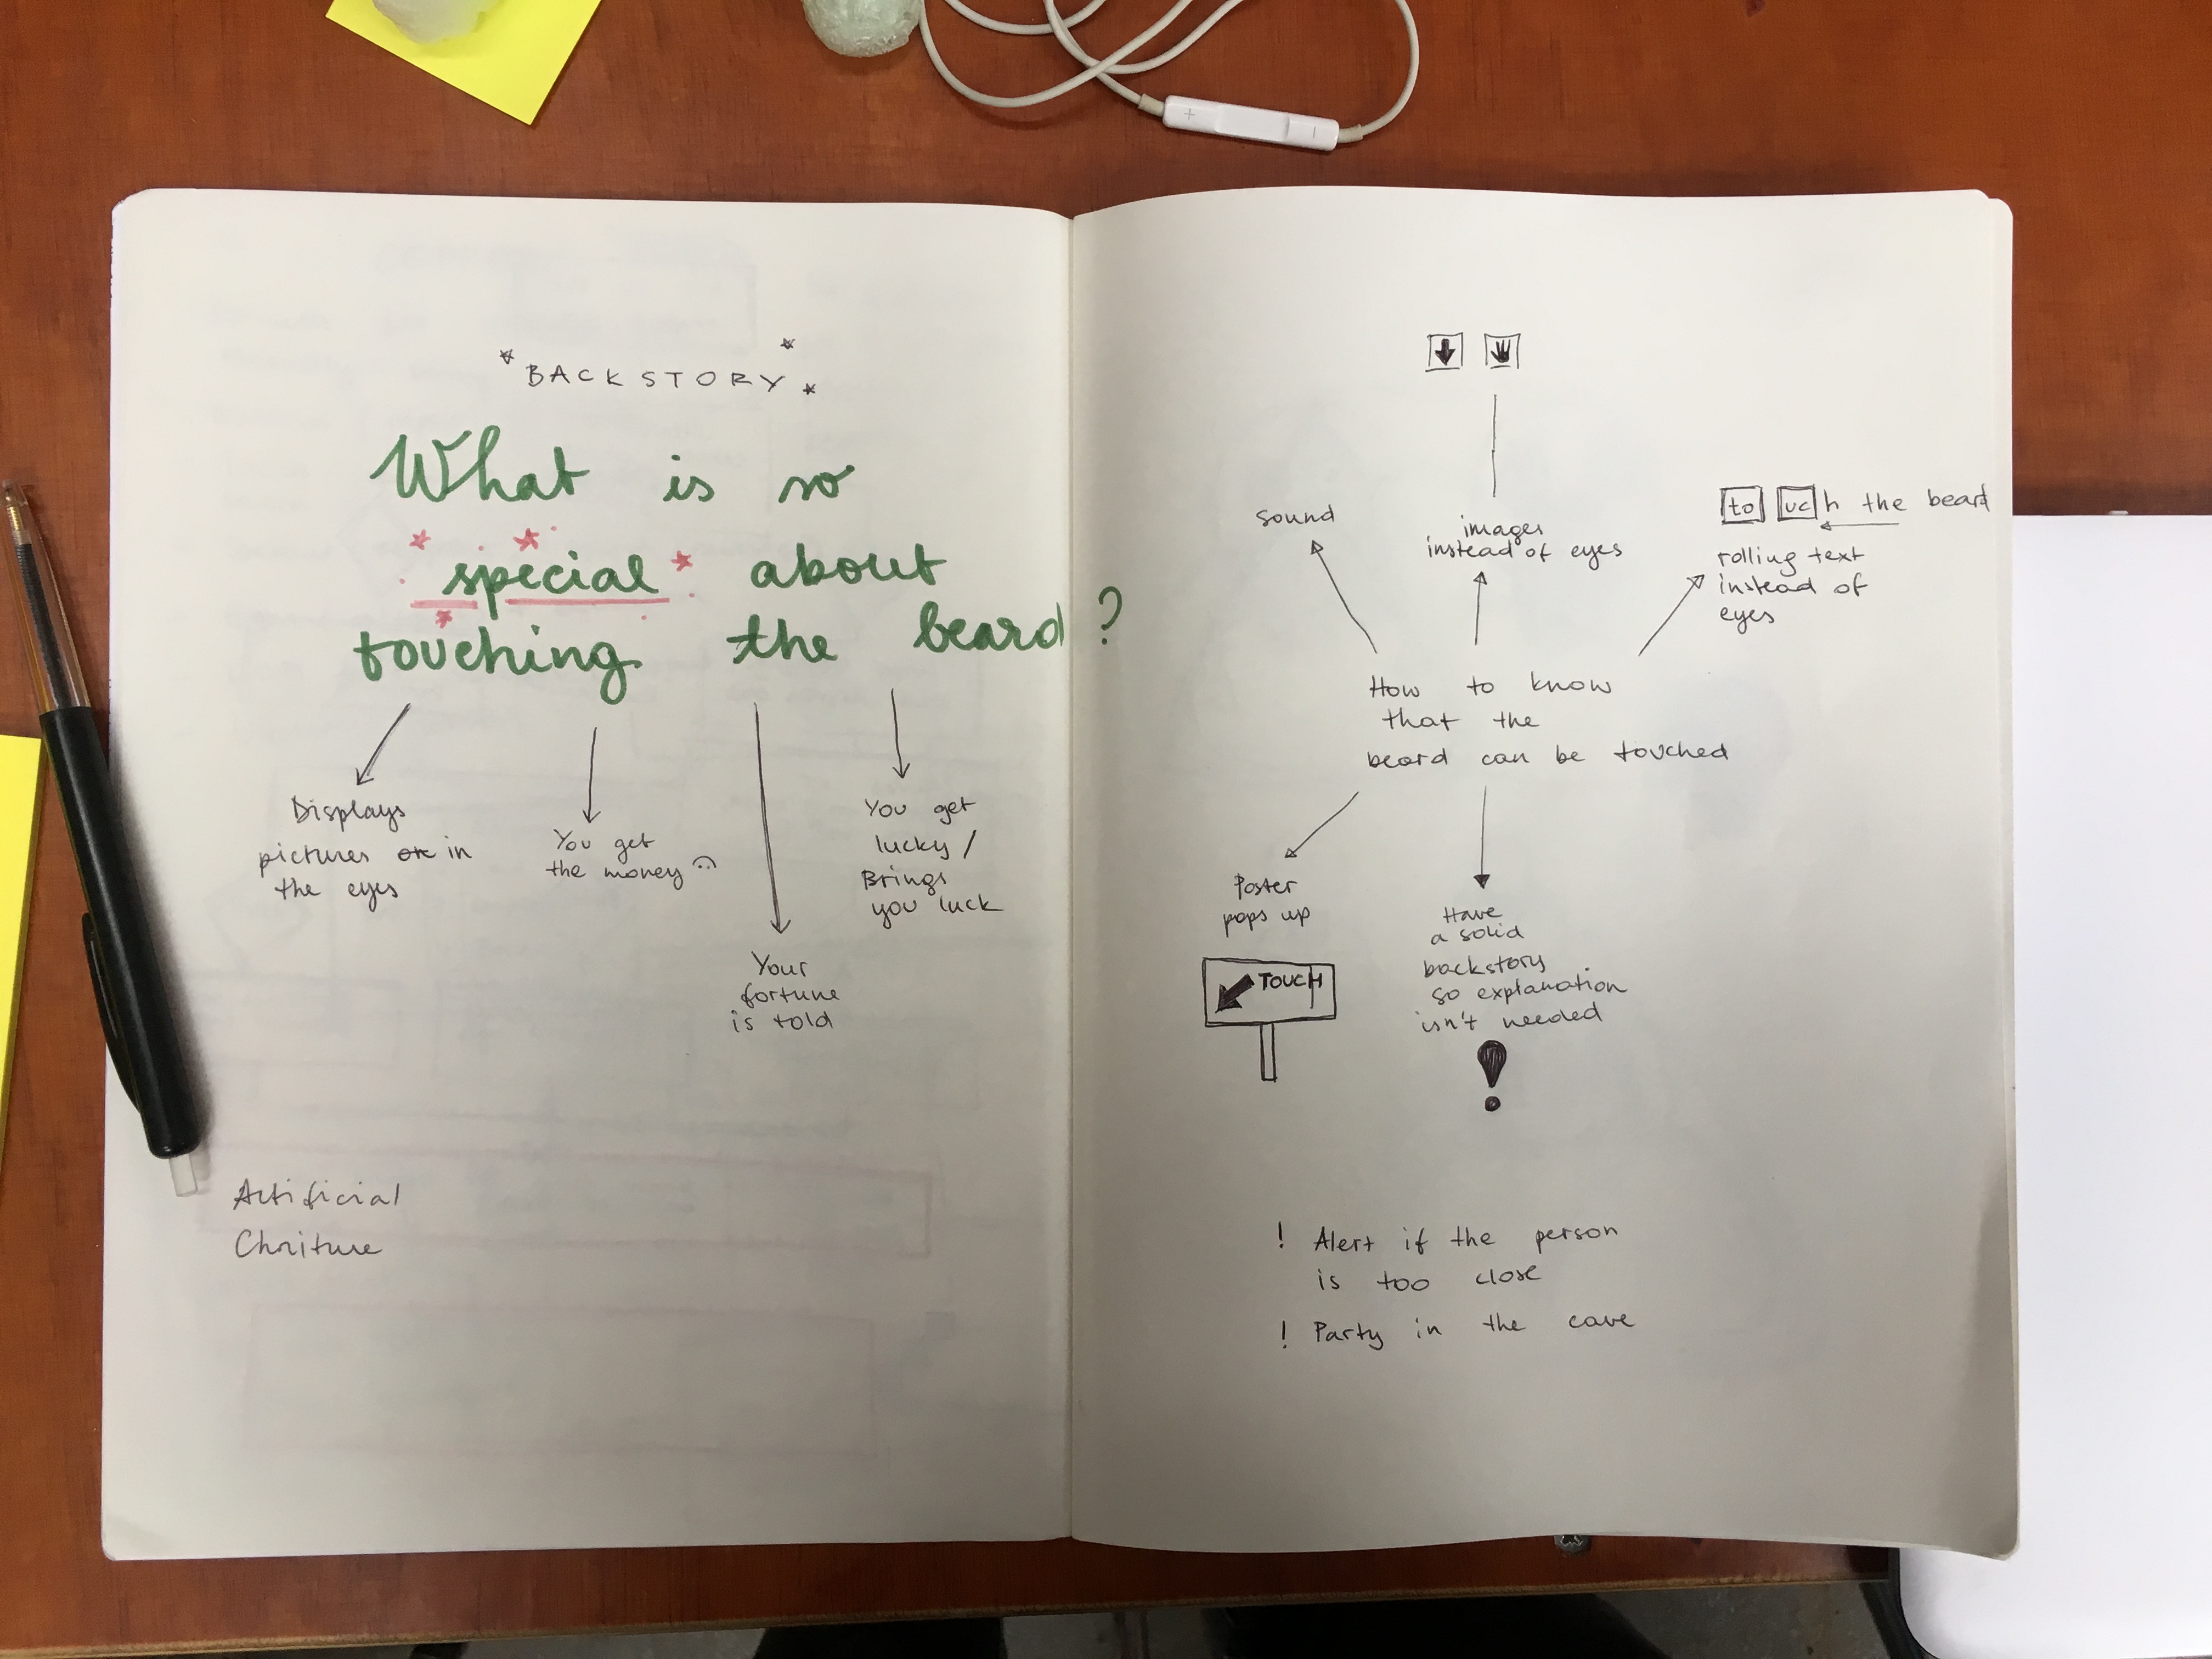 BACKSTORY
What is so
special about
touching the beard?
Displays
pictures in
the eyes
You get
the money
Your
fortune
is told
You get
lucky /
Brings
you luck
Artificial
sound
images
instead of eyes
to uch the beard
rolling text
instead of
eyes
How to know
that the
beard can be touched
Poster
pops up
TOUCH
Have
a solid
backstory
so explanation
isn't needed
!
! Alert if the person
is too close
! Party in the cave